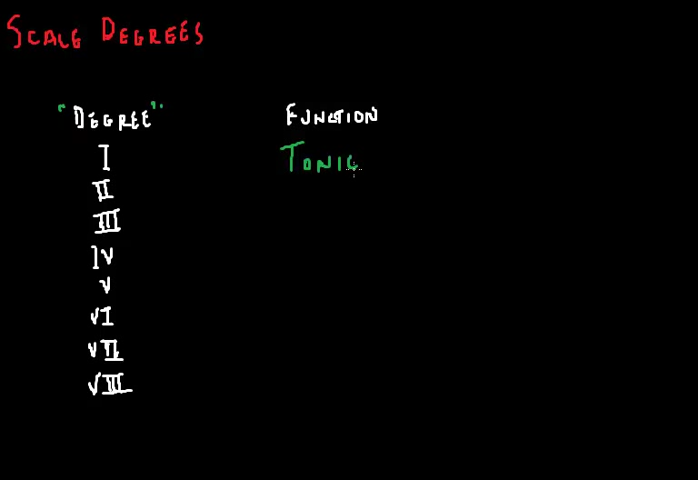 SCALE DEGREES
"DEGREE" FUNCTION
I TONIC
II
III
IV
V
VI
VII
VIII